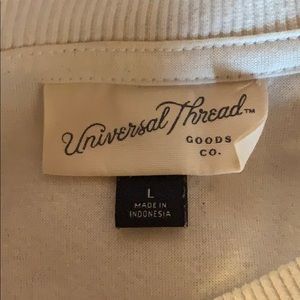 Universal Thread™
GOODS
CO.
L
MADE IN
INDONESIA